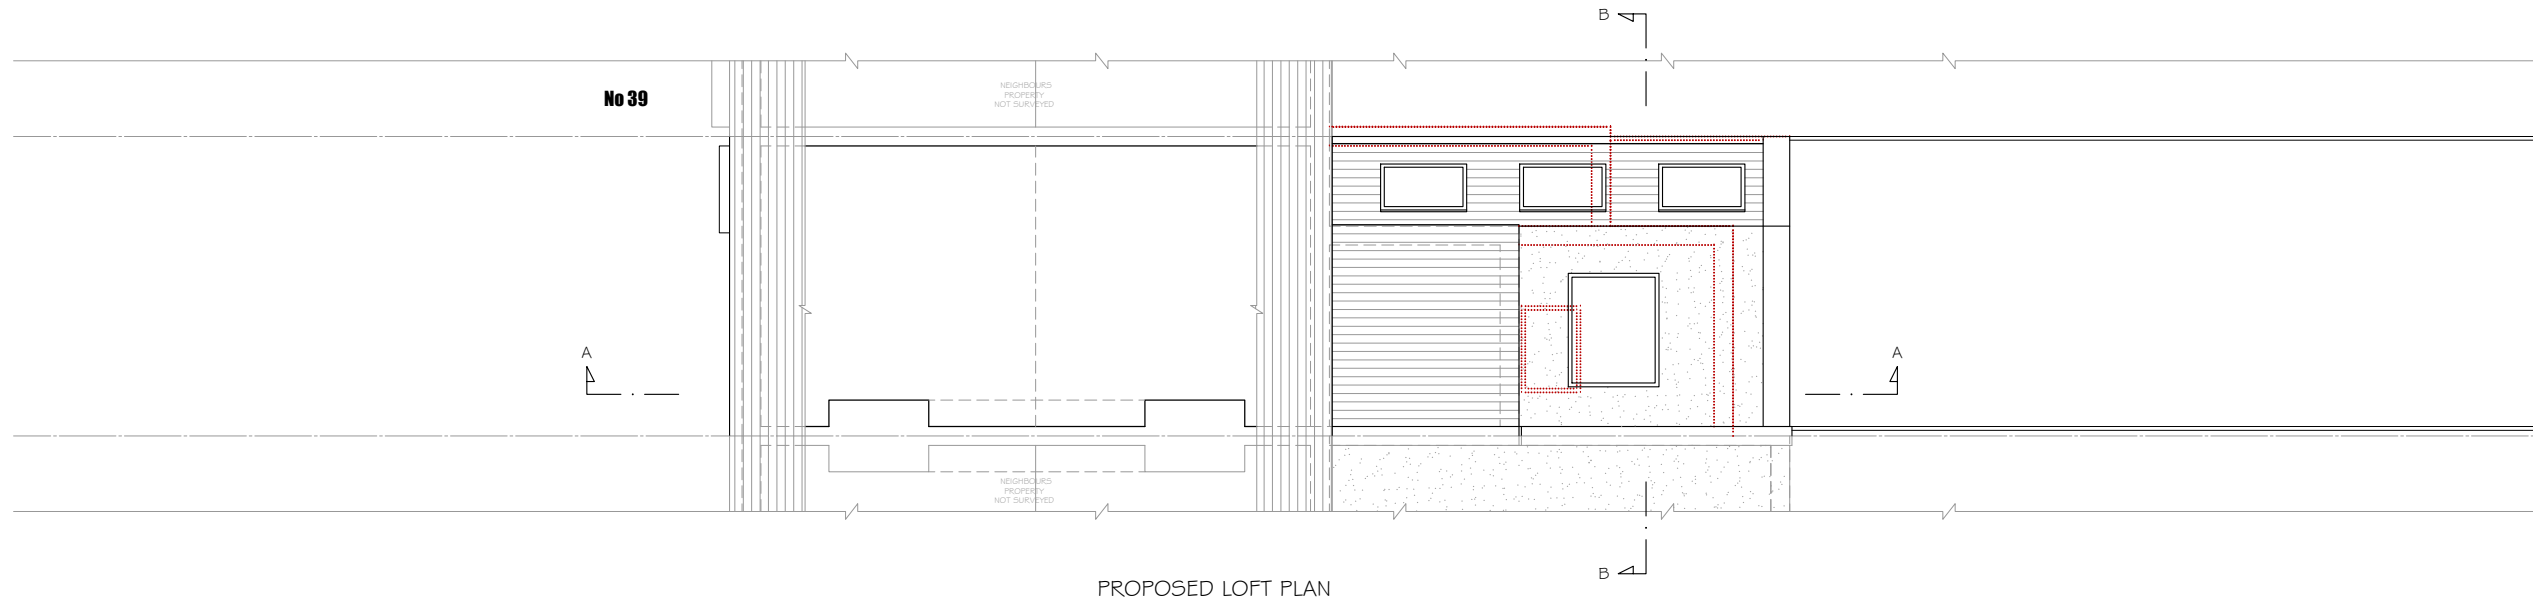 B
No 39
NEIGHBOURS
PROPERTY
NOT SURVEYED
A
A
NEIGHBOURS
PROPERTY
NOT SURVEYED
B
PROPOSED LOFT PLAN